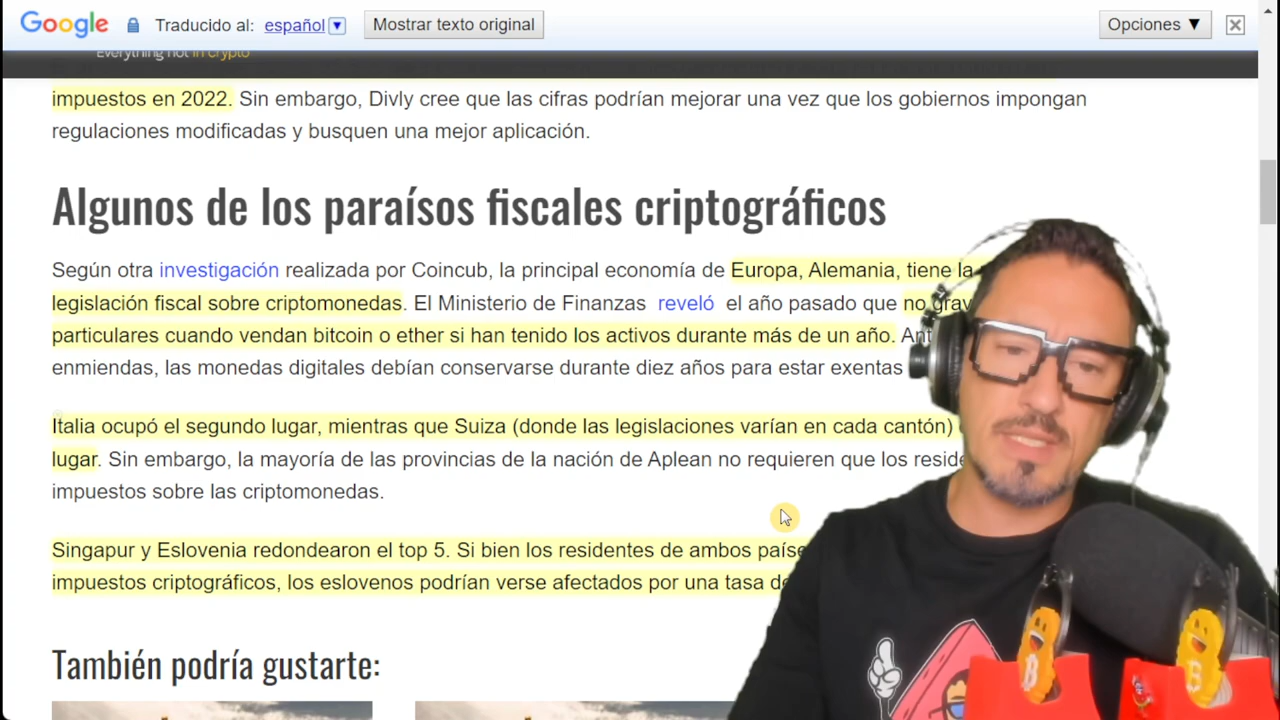 Google Traducido al: español Mostrar texto original Opciones ▼
Everything hot in crypto
impuestos en 2022. Sin embargo, Divly cree que las cifras podrían mejorar una vez que los gobiernos impongan
regulaciones modificadas y busquen una mejor aplicación.
Algunos de los paraísos fiscales criptográficos
Según otra investigación realizada por Coincub, la principal economía de Europa, Alemania, tiene la
legislación fiscal sobre criptomonedas. El Ministerio de Finanzas reveló el año pasado que no
particulares cuando vendan bitcoin o ether si han tenido los activos durante más de un año.
enmiendas, las monedas digitales debían conservarse durante diez años para estar exentas
Italia ocupó el segundo lugar, mientras que Suiza (donde las legislaciones varían en cada cantón)
lugar. Sin embargo, la mayoría de las provincias de la nación de Aplean no requieren que los
impuestos sobre las criptomonedas.
Singapur y Eslovenia redondearon el top 5. Si bien los residentes de ambos
impuestos criptográficos, los eslovenos podrían verse afectados por una tasa
También podría gustarte: